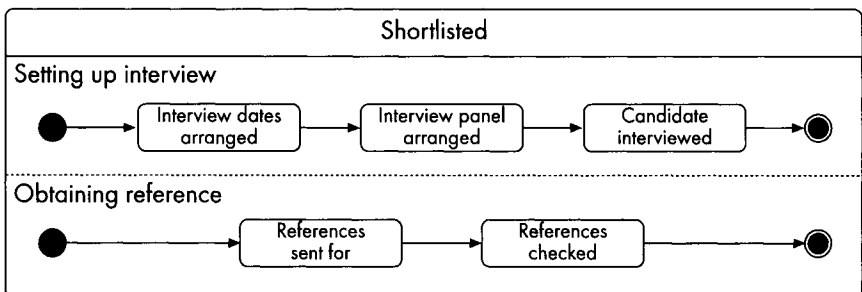 Shortlisted
Setting up interview
Interview dates
arranged
Interview panel
arranged
Candidate
interviewed
Obtaining reference
References
sent for
References
checked